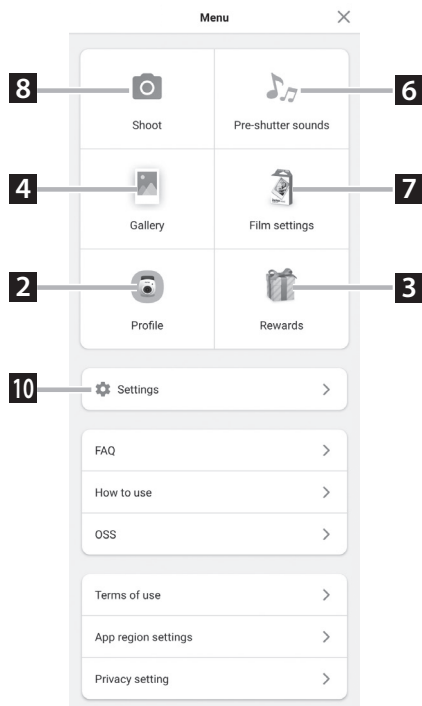 Menu
8
6
Shoot
Pre-shutter sounds
4
7
Gallery
Film settings
2
3
Profile
Rewards
10
Settings
FAQ
How to use
OSS
Terms of use
App region settings
Privacy setting